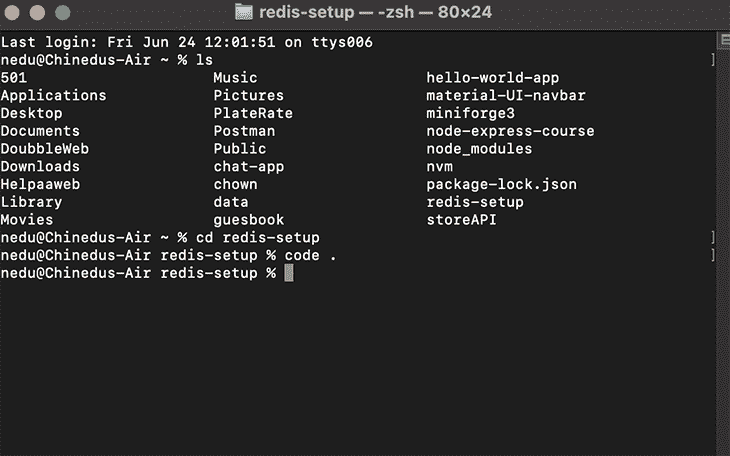 redis-setup — -zsh — 80×24
Last login: Fri Jun 24 12:01:51 on ttys006
nedu@Chinedus-Air ~ % ls ]
501 Music hello-world-app
Applications Pictures material-UI-navbar
Desktop PlateRate miniforge3
Documents Postman node-express-course
DoubbleWeb Public node_modules
Downloads chat-app nvm
Helpaaweb chown package-lock.json
Library data redis-setup
Movies guesbook storeAPI
nedu@Chinedus-Air ~ % cd redis-setup ]
nedu@Chinedus-Air redis-setup % code . ]
nedu@Chinedus-Air redis-setup %